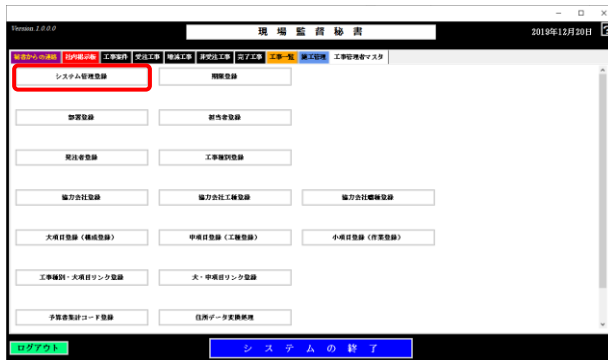 Version 1.0.0.0
現場監督秘書
2019年12月20日
秘書からの連絡 社内掲示板 工事案件 受注工事 増減工事 非受注工事 完了工事 工事一覧 施工管理 工事管理者マスタ
システム管理登録 期限登録
部署登録 担当者登録
発注者登録 工事種別登録
協力会社登録 協力会社工種登録 協力会社職種登録
大項目登録（構成登録） 中項目登録（工種登録） 小項目登録（作業登録）
工事種別・大項目リンク登録 大・中項目リンク登録
予算書集計コード登録 住所データ変換処理
ログアウト システムの終了